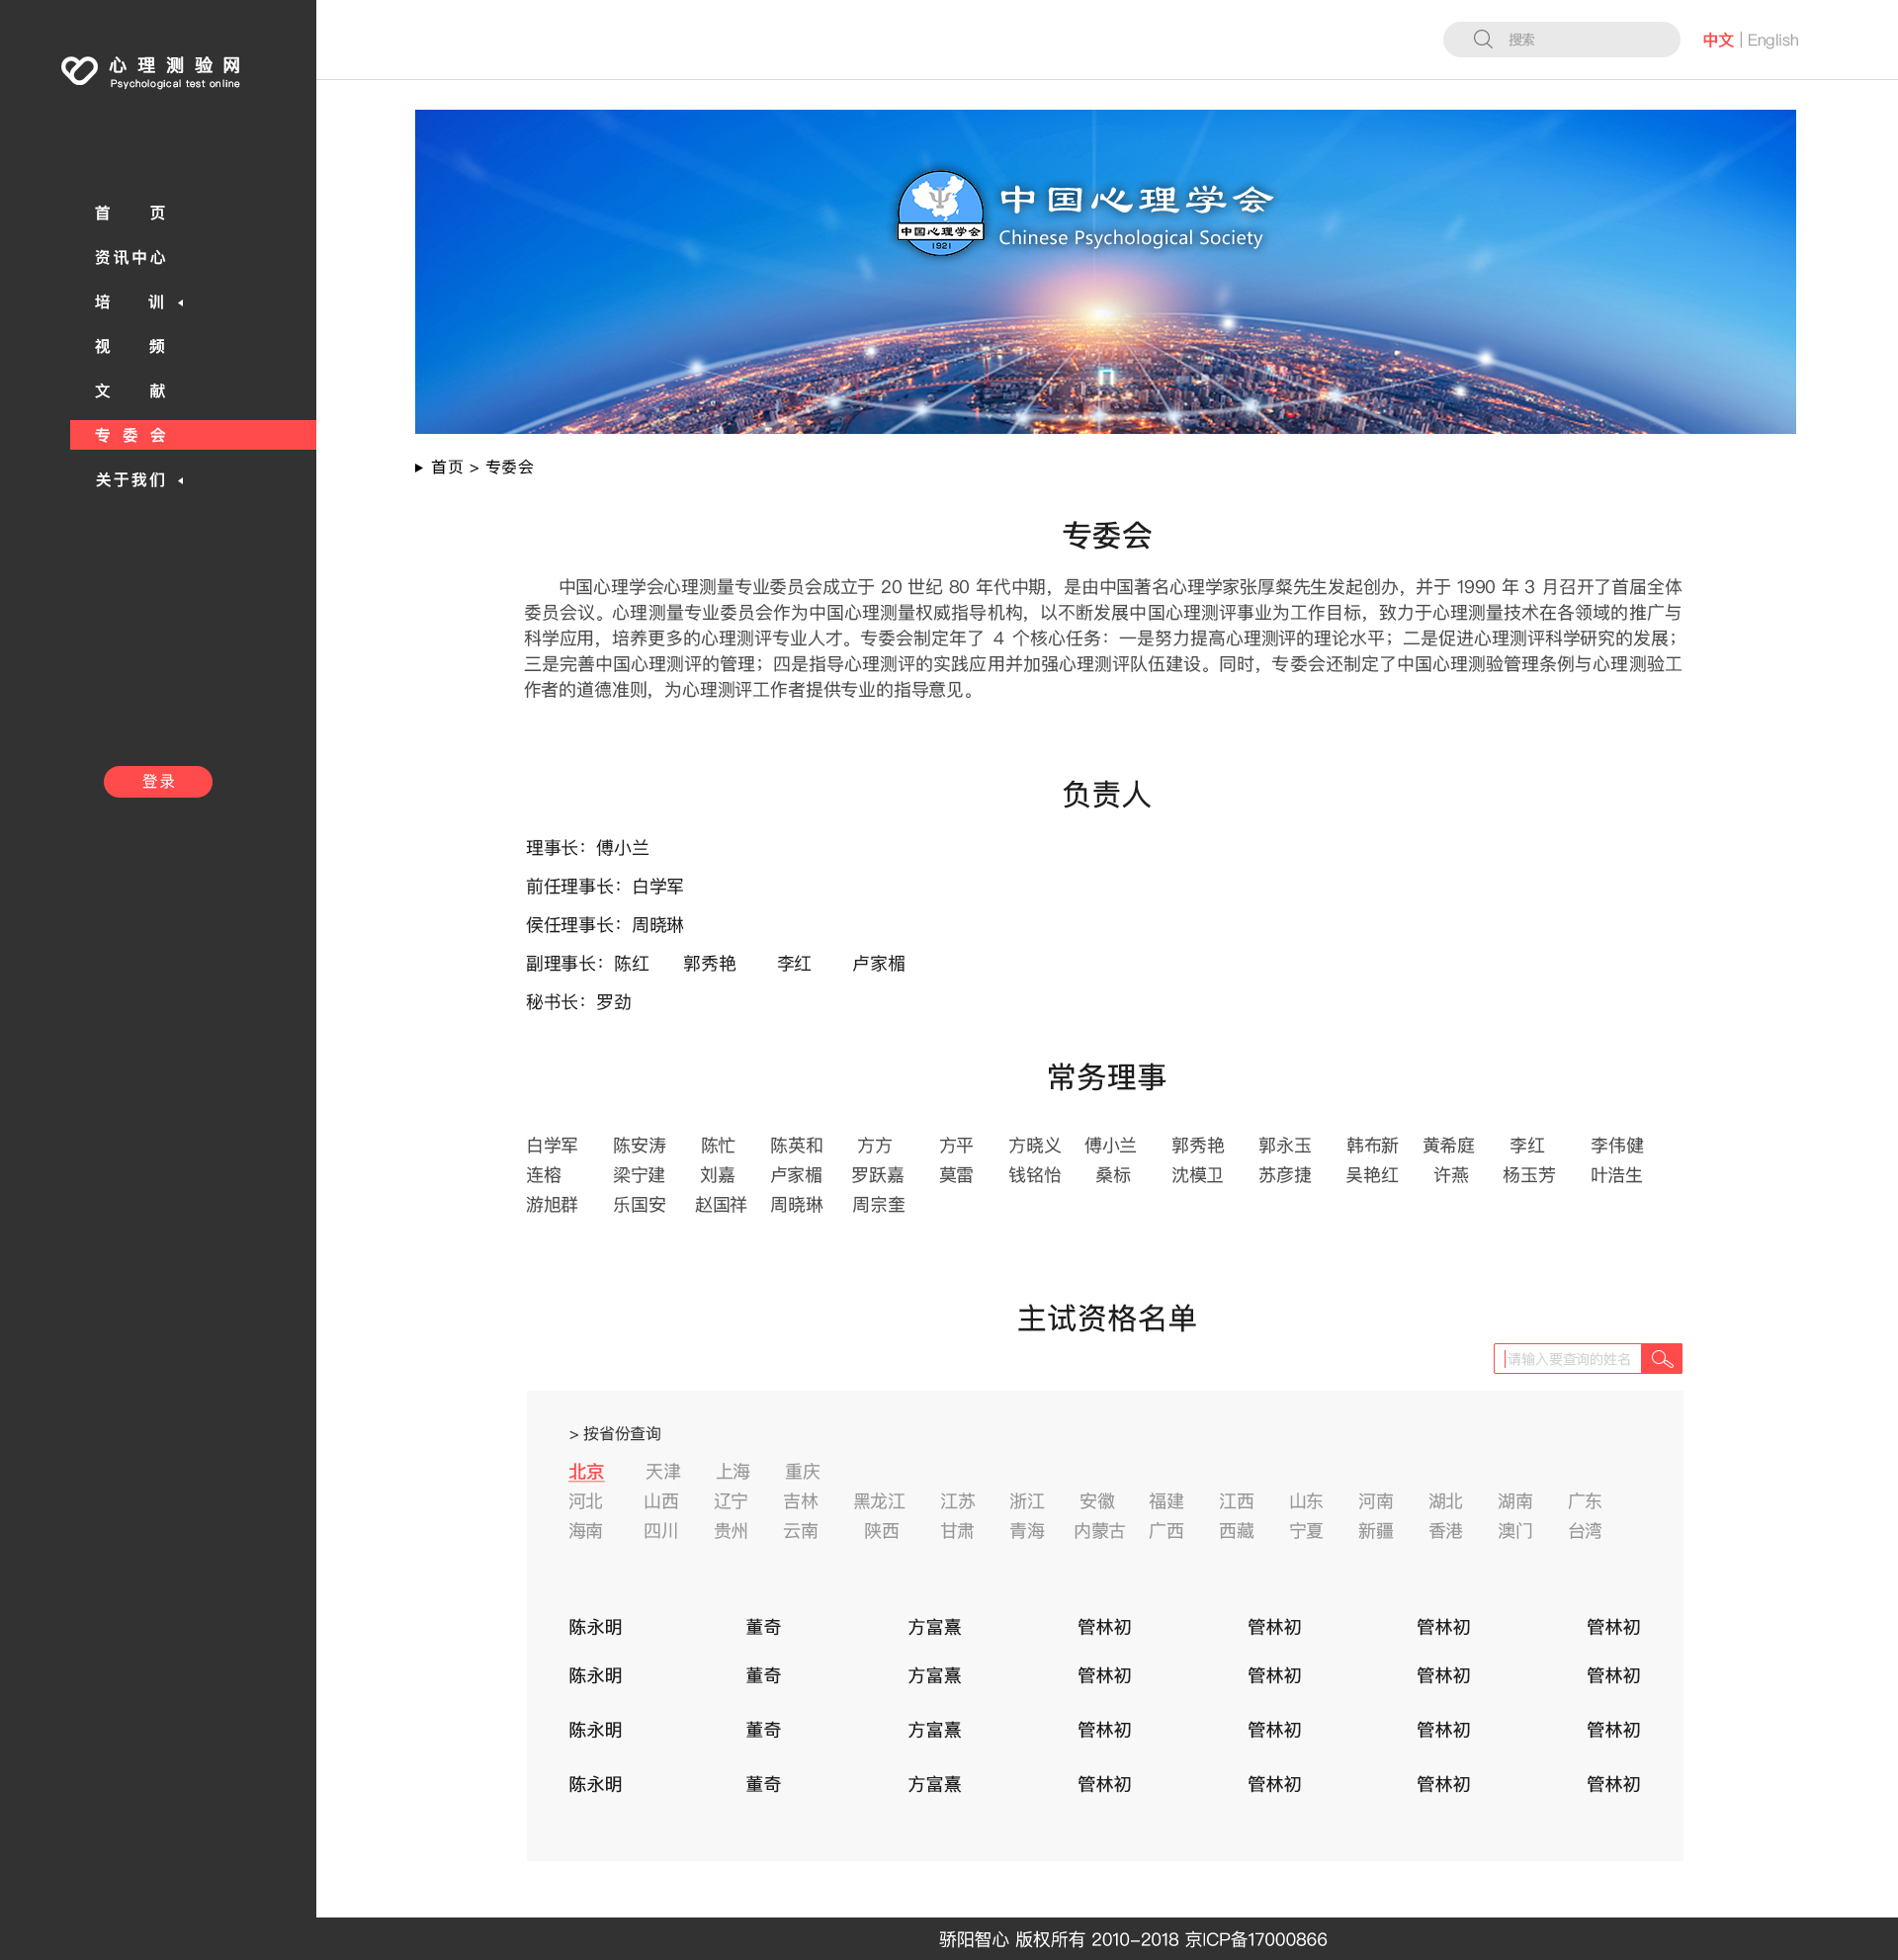 心理测验网
Psychological test online
首 页
资讯中心
培 训
视 频
文 献
专 委 会
关于我们
登录
搜索
中文 | English
中国心理学会
Chinese Psychological Society
中国心理学会
1921
首页 > 专委会
专委会
中国心理学会心理测量专业委员会成立于 20 世纪 80 年代中期，是由中国著名心理学家张厚粲先生发起创办，并于 1990 年 3 月召开了首届全体
委员会议。心理测量专业委员会作为中国心理测量权威指导机构，以不断发展中国心理测评事业为工作目标，致力于心理测量技术在各领域的推广与
科学应用，培养更多的心理测评专业人才。专委会制定年了 4 个核心任务：一是努力提高心理测评的理论水平；二是促进心理测评科学研究的发展；
三是完善中国心理测评的管理；四是指导心理测评的实践应用并加强心理测评队伍建设。同时，专委会还制定了中国心理测验管理条例与心理测验工
作者的道德准则，为心理测评工作者提供专业的指导意见。
负责人
理事长：傅小兰
前任理事长：白学军
侯任理事长：周晓琳
副理事长：陈红 郭秀艳 李红 卢家楣
秘书长：罗劲
常务理事
白学军 陈安涛 陈忙 陈英和 方方 方平 方晓义 傅小兰 郭秀艳 郭永玉 韩布新 黄希庭 李红 李伟健
连榕 梁宁建 刘嘉 卢家楣 罗跃嘉 莫雷 钱铭怡 桑标 沈模卫 苏彦捷 吴艳红 许燕 杨玉芳 叶浩生
游旭群 乐国安 赵国祥 周晓琳 周宗奎
主试资格名单
请输入要查询的姓名
> 按省份查询
北京 天津 上海 重庆
河北 山西 辽宁 吉林 黑龙江 江苏 浙江 安徽 福建 江西 山东 河南 湖北 湖南 广东
海南 四川 贵州 云南 陕西 甘肃 青海 内蒙古 广西 西藏 宁夏 新疆 香港 澳门 台湾
陈永明 董奇 方富熹 管林初 管林初 管林初 管林初
陈永明 董奇 方富熹 管林初 管林初 管林初 管林初
陈永明 董奇 方富熹 管林初 管林初 管林初 管林初
陈永明 董奇 方富熹 管林初 管林初 管林初 管林初
骄阳智心 版权所有 2010-2018 京ICP备17000866